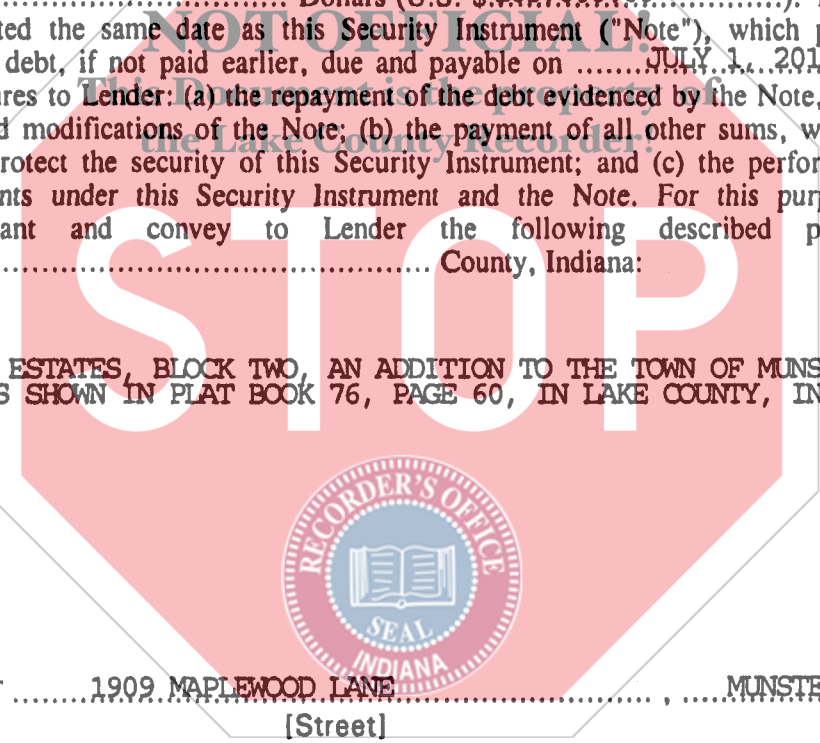 Dollars (U.S. $ ).
NOT OFFICIAL!
ted the same date as this Security Instrument ("Note"), which p
debt, if not paid earlier, due and payable on ........JULY 1, 201
This Document is the property of
ures to Lender: (a) the repayment of the debt evidenced by the Note,
d modifications of the Note; (b) the payment of all other sums, w
the Lake County Recorder!
rotect the security of this Security Instrument; and (c) the perfor
nts under this Security Instrument and the Note. For this purp
ant and convey to Lender the following described p
County, Indiana:
STOP
ESTATES, BLOCK TWO, AN ADDITION TO THE TOWN OF MUNS
S SHOWN IN PLAT BOOK 76, PAGE 60, IN LAKE COUNTY, IN
RECORDER'S OFFICE
SEAL
INDIANA
1909 MAPLEWOOD LANE , MUNSTE
[Street]